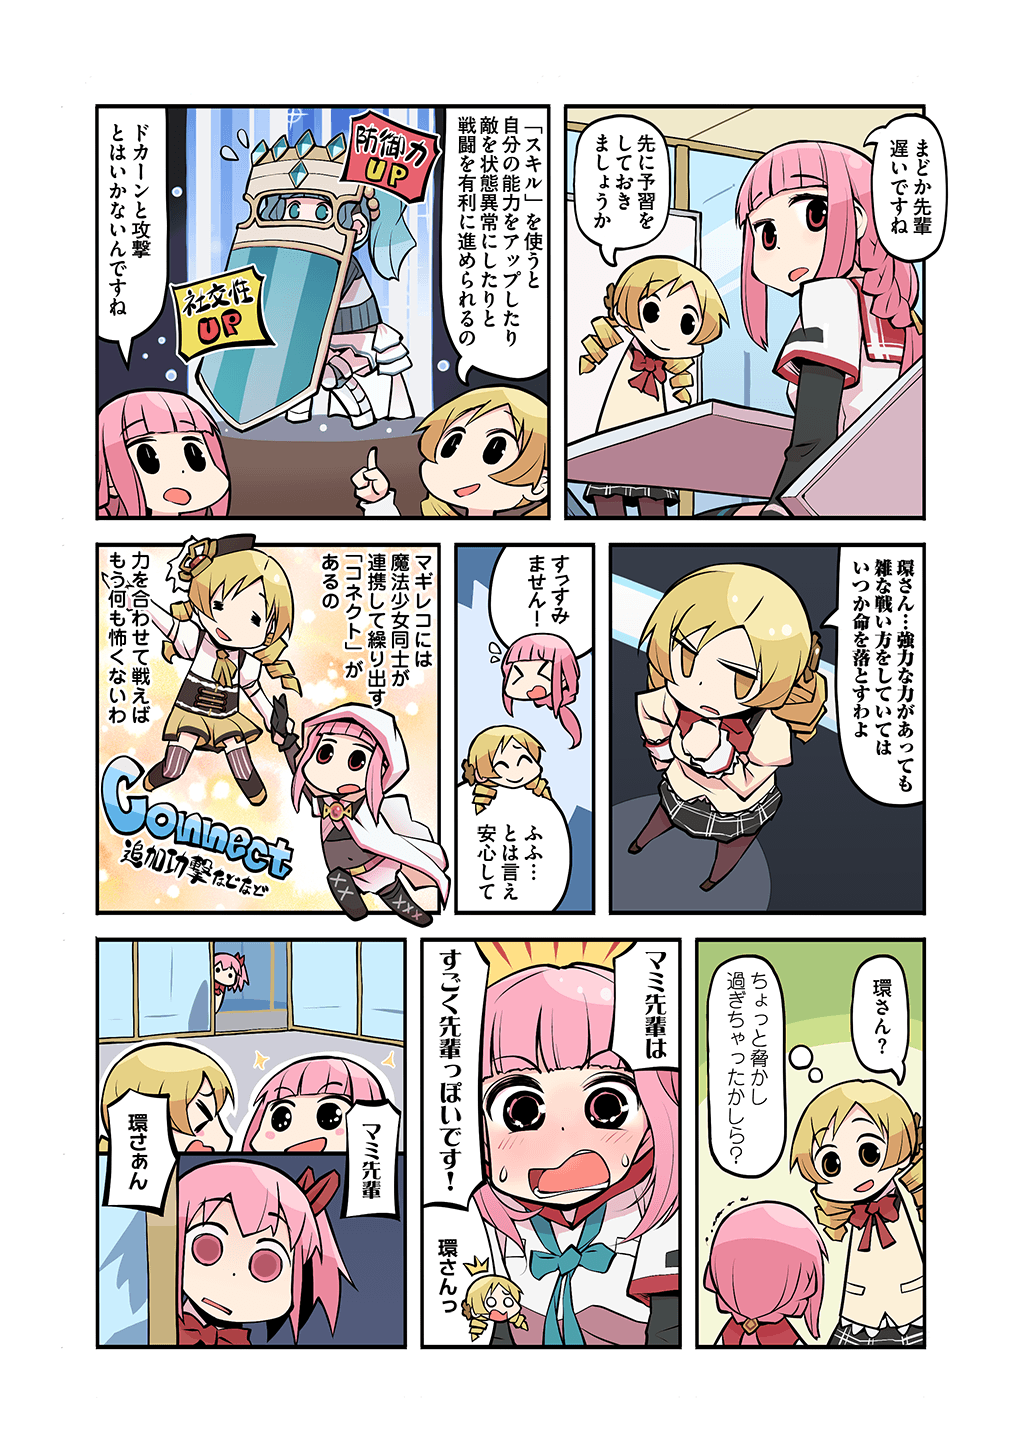 まどか先輩
遅いですね
先に予習を
しておき
ましょうか
「スキル」を使うと
自分の能力をアップしたり
敵を状態異常にしたりと
戦闘を有利に進められるの
防御力
UP
社交性
UP
ドカーンと攻撃
とはいかないんですね
環さん…強力な力があっても
雑な戦い方をしていては
いつか命を落とすわよ
すっすみ
ません!
ふふ…
とは言え
安心して
マギレコには
魔法少女同士が
連携して繰り出す
「コネクト」が
あるの
力を合わせて戦えば
もう何も怖くないわ
Connect
追加攻撃などなど
環さん?
ちょっと脅かし
過ぎちゃったかしら?
マミ先輩は
すごく先輩っぽいです!
環さんっ
マミ先輩
環さぁん